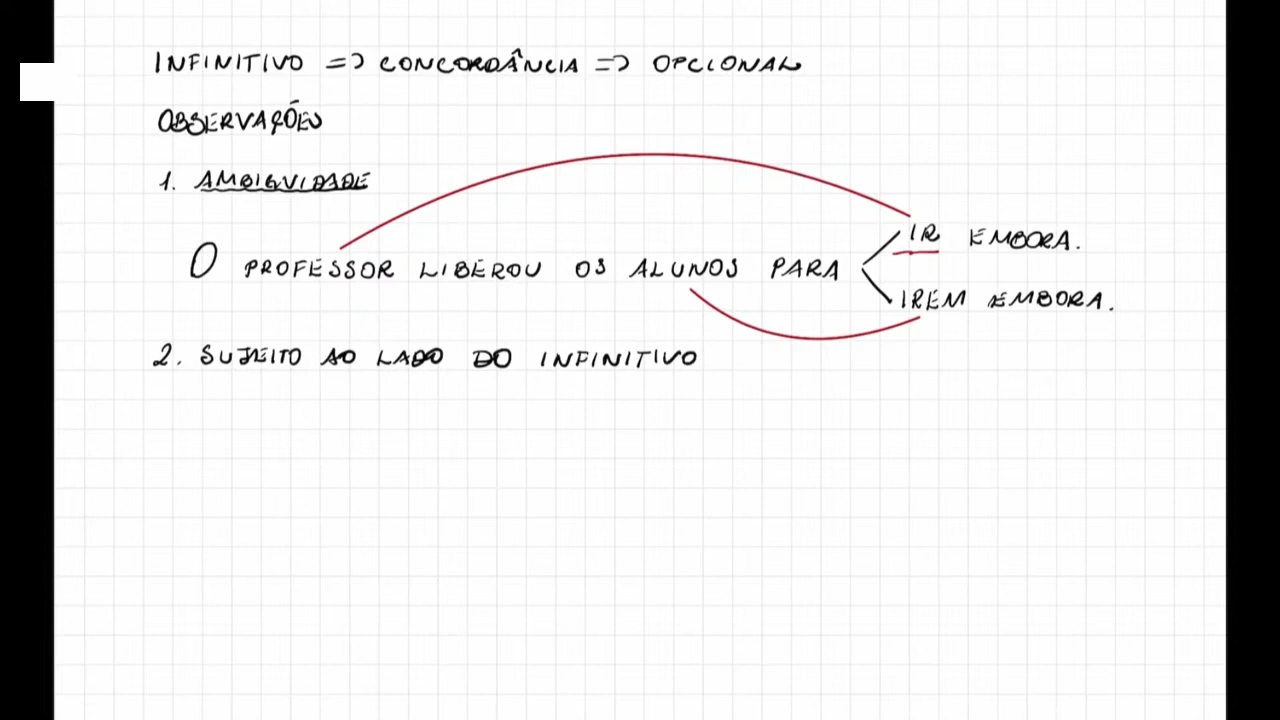 INFINITIVO => CONCORDÂNCIA => OPCIONAL
OBSERVAÇÕES
1. AMBIGUIDADE
O PROFESSOR LIBEROU OS ALUNOS PARA
IR EMBORA.
IREM EMBORA.
2. SUJEITO AO LADO DO INFINITIVO